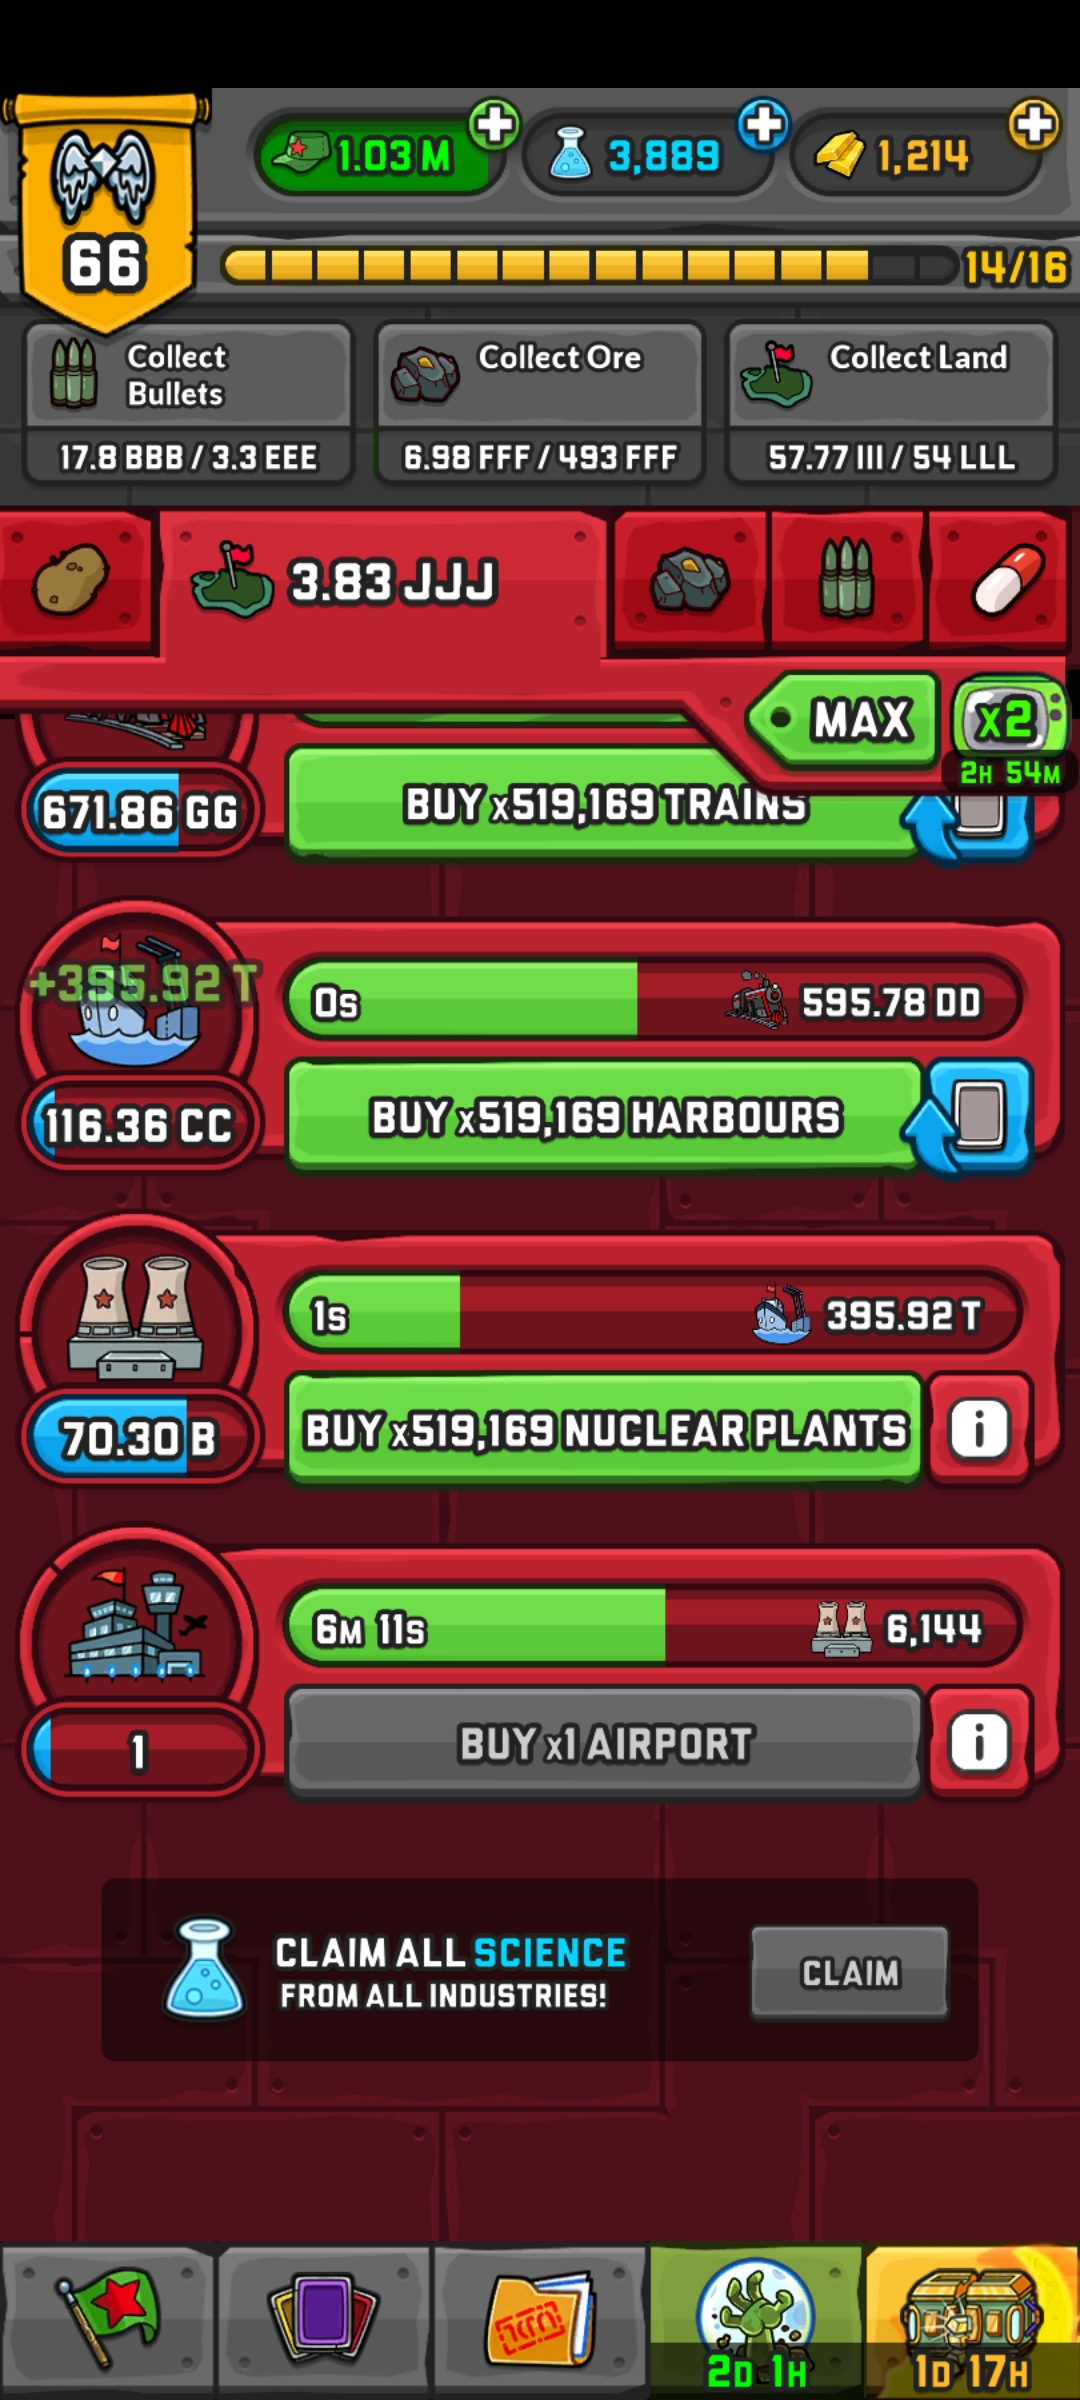 1.03 M
3,889
1,214
66
14/16
Collect
Bullets
17.8 BBB / 3.3 EEE
Collect Ore
6.98 FFF / 493 FFF
Collect Land
57.77 III / 54 LLL
3.83 JJJ
MAX
x2
2H 54M
671.86 GG
BUY x519,169 TRAINS
+395.92 T
0s
595.78 DD
116.36 CC
BUY x519,169 HARBOURS
1s
395.92 T
70.30 B
BUY x519,169 NUCLEAR PLANTS
i
6M 11s
6,144
1
BUY x1 AIRPORT
i
CLAIM ALL SCIENCE
FROM ALL INDUSTRIES!
CLAIM
2D 1H
1D 17H